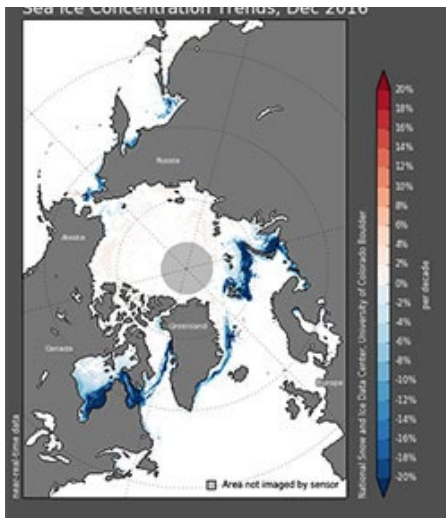 Sea Ice Concentration Trends, Dec 2016
Russia
Alaska
Canada
Greenland
Europe
near-real-time data
Area not imaged by sensor
20%
18%
16%
14%
12%
10%
8%
6%
4%
2%
0%
-2%
-4%
-6%
-8%
-10%
-12%
-14%
-16%
-18%
-20%
per decade
National Snow and Ice Data Center, University of Colorado Boulder